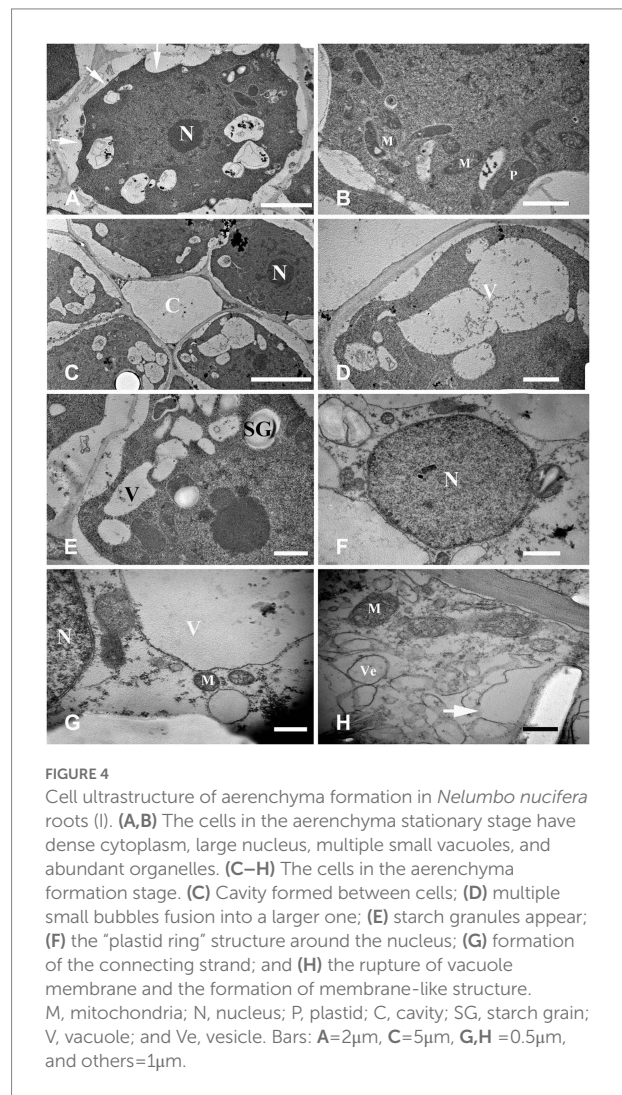 N
A
M
M
P
B
N
C
C
V
D
SG
V
E
N
F
N
V
M
G
M
Ve
H
FIGURE 4
Cell ultrastructure of aerenchyma formation in Nelumbo nucifera
roots (I). (A,B) The cells in the aerenchyma stationary stage have
dense cytoplasm, large nucleus, multiple small vacuoles, and
abundant organelles. (C–H) The cells in the aerenchyma
formation stage. (C) Cavity formed between cells; (D) multiple
small bubbles fusion into a larger one; (E) starch granules appear;
(F) the “plastid ring” structure around the nucleus; (G) formation
of the connecting strand; and (H) the rupture of vacuole
membrane and the formation of membrane-like structure.
M, mitochondria; N, nucleus; P, plastid; C, cavity; SG, starch grain;
V, vacuole; and Ve, vesicle. Bars: A=2μm, C=5μm, G,H =0.5μm,
and others=1μm.